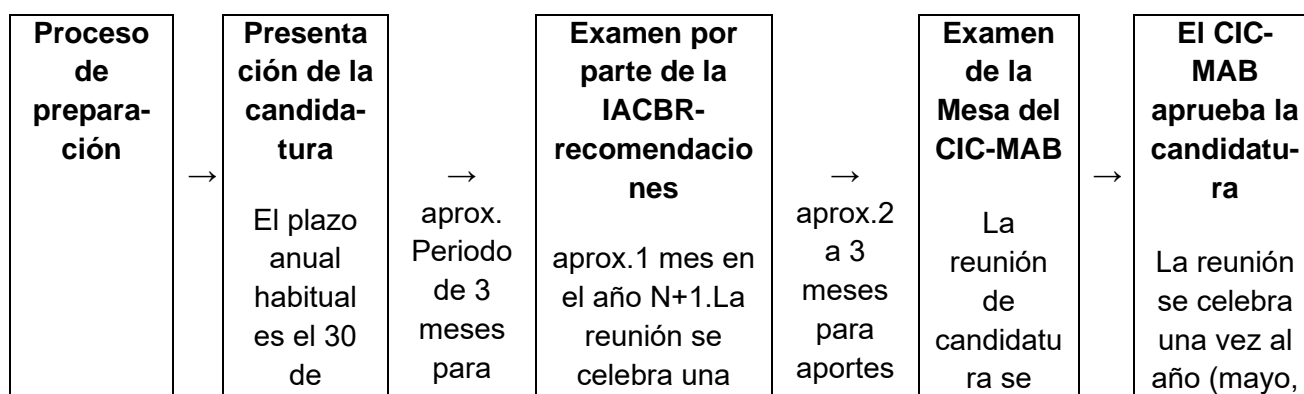 Proceso
de
prepara-
ción
→
Presenta
ción de la
candida-
tura
El plazo
anual
habitual
es el 30
de
→
aprox.
Periodo
de 3
meses
para
Examen por
parte de la
IACBR-
recomendacio
nes
aprox.1 mes en
el año N+1.La
reunión se
celebra una
→
aprox.2
a 3
meses
para
aportes
Examen
de la
Mesa del
CIC-MAB
La
reunión
de
candidatu
ra se
→
El CIC-
MAB
aprueba la
candidatu-
ra
La reunión
se celebra
una vez al
año (mayo,